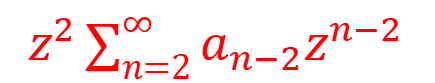 z² ∑_{n=2}^{∞} a_{n−2} z^{n−2}